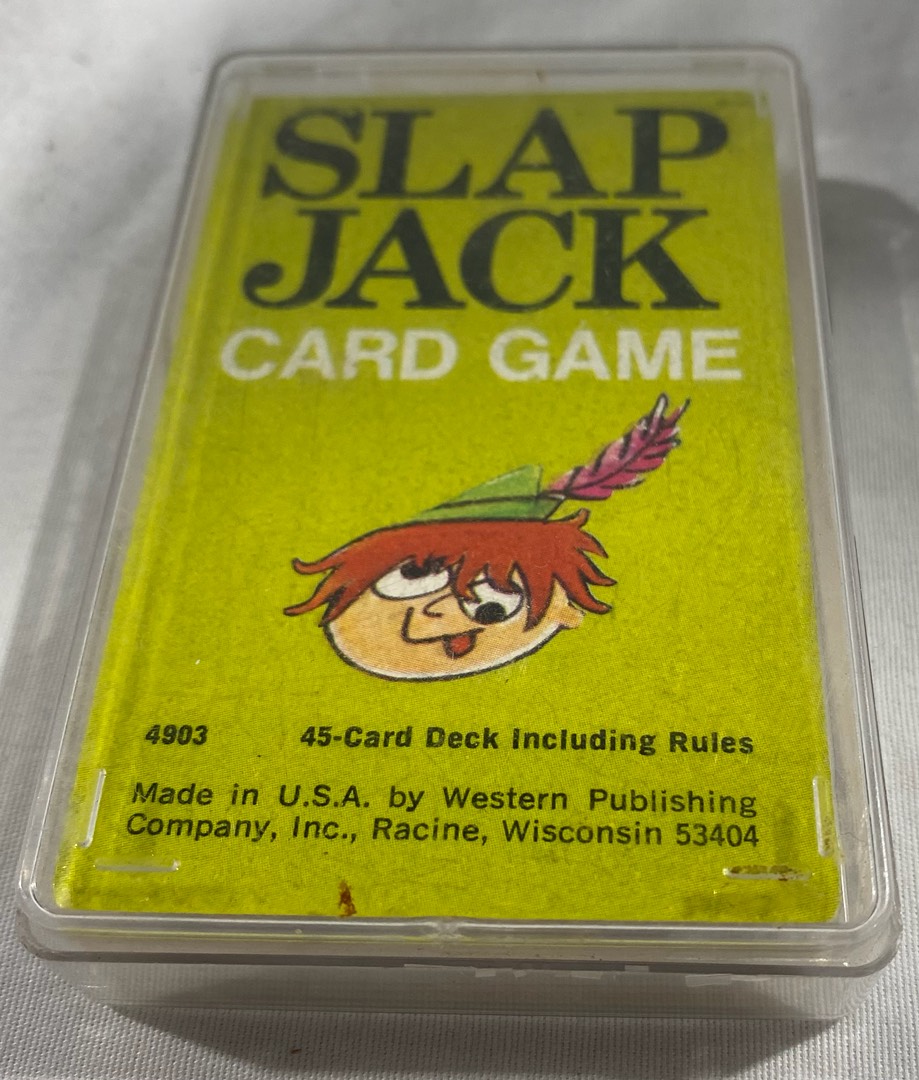 SLAP
JACK
CARD GAME
4903 45-Card Deck Including Rules
Made in U.S.A. by Western Publishing
Company, Inc., Racine, Wisconsin 53404